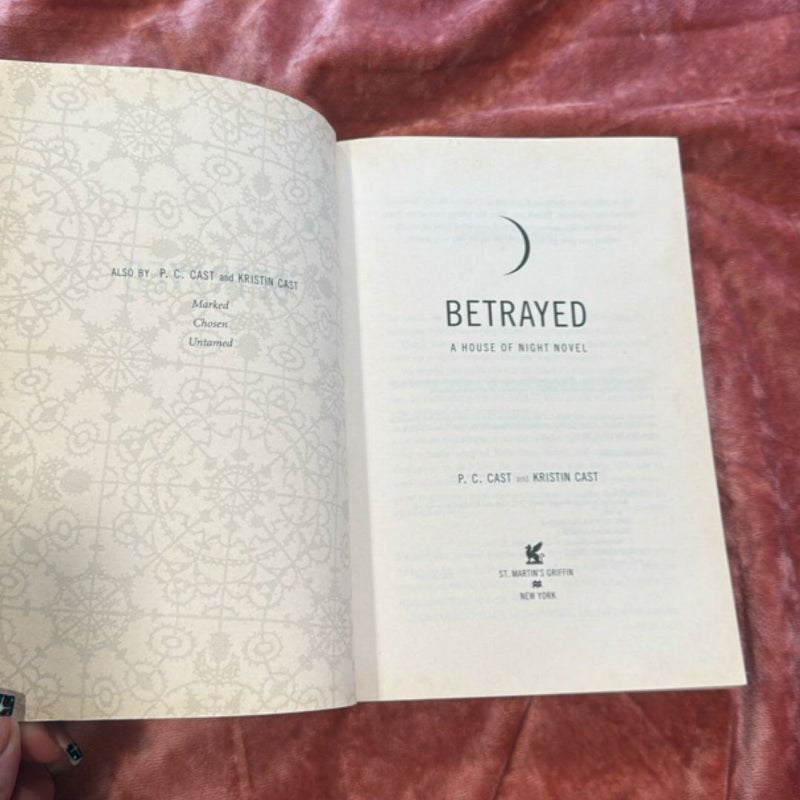 ALSO BY P. C. CAST and KRISTIN CAST
Marked
Chosen
Untamed
BETRAYED
A HOUSE OF NIGHT NOVEL
P. C. CAST and KRISTIN CAST
ST. MARTIN'S GRIFFIN
NEW YORK